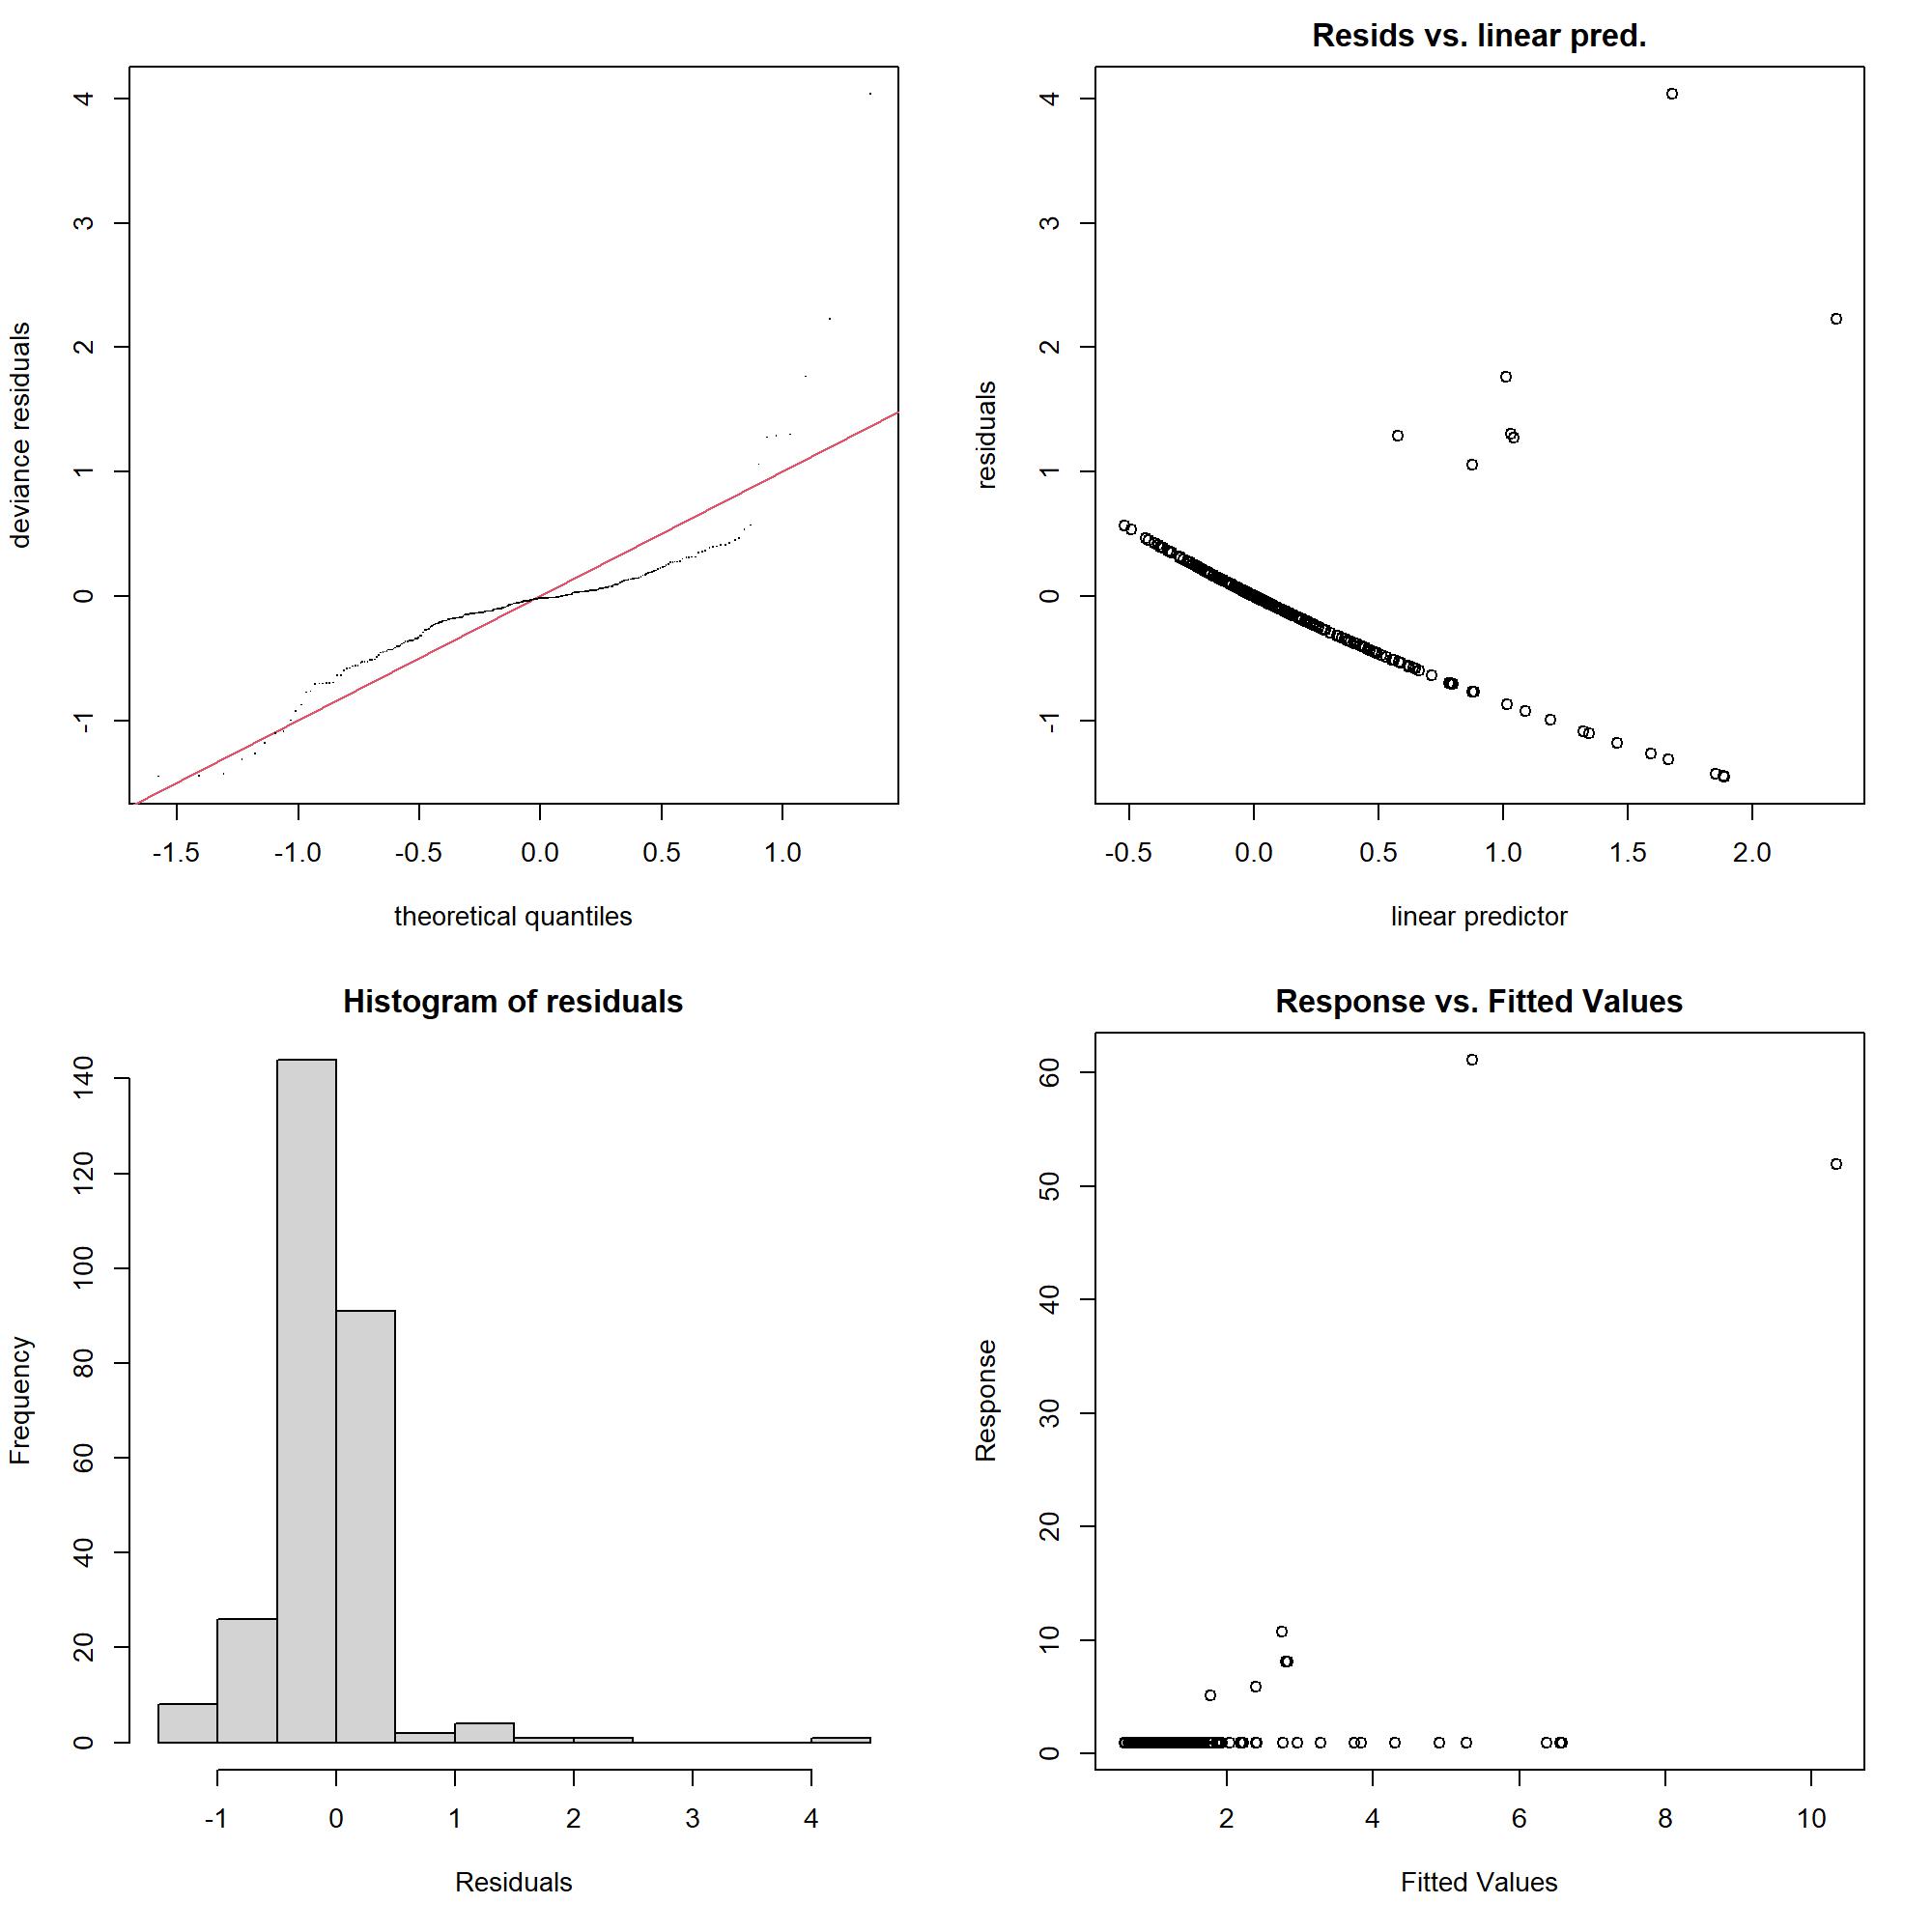 deviance residuals
4
3
2
1
0
-1
-1.5 -1.0 -0.5 0.0 0.5 1.0
theoretical quantiles
Resids vs. linear pred.
residuals
4
3
2
1
0
-1
-0.5 0.0 0.5 1.0 1.5 2.0
linear predictor
Histogram of residuals
Frequency
140
120
100
80
60
40
20
0
-1 0 1 2 3 4
Residuals
Response vs. Fitted Values
Response
60
50
40
30
20
10
0
2 4 6 8 10
Fitted Values